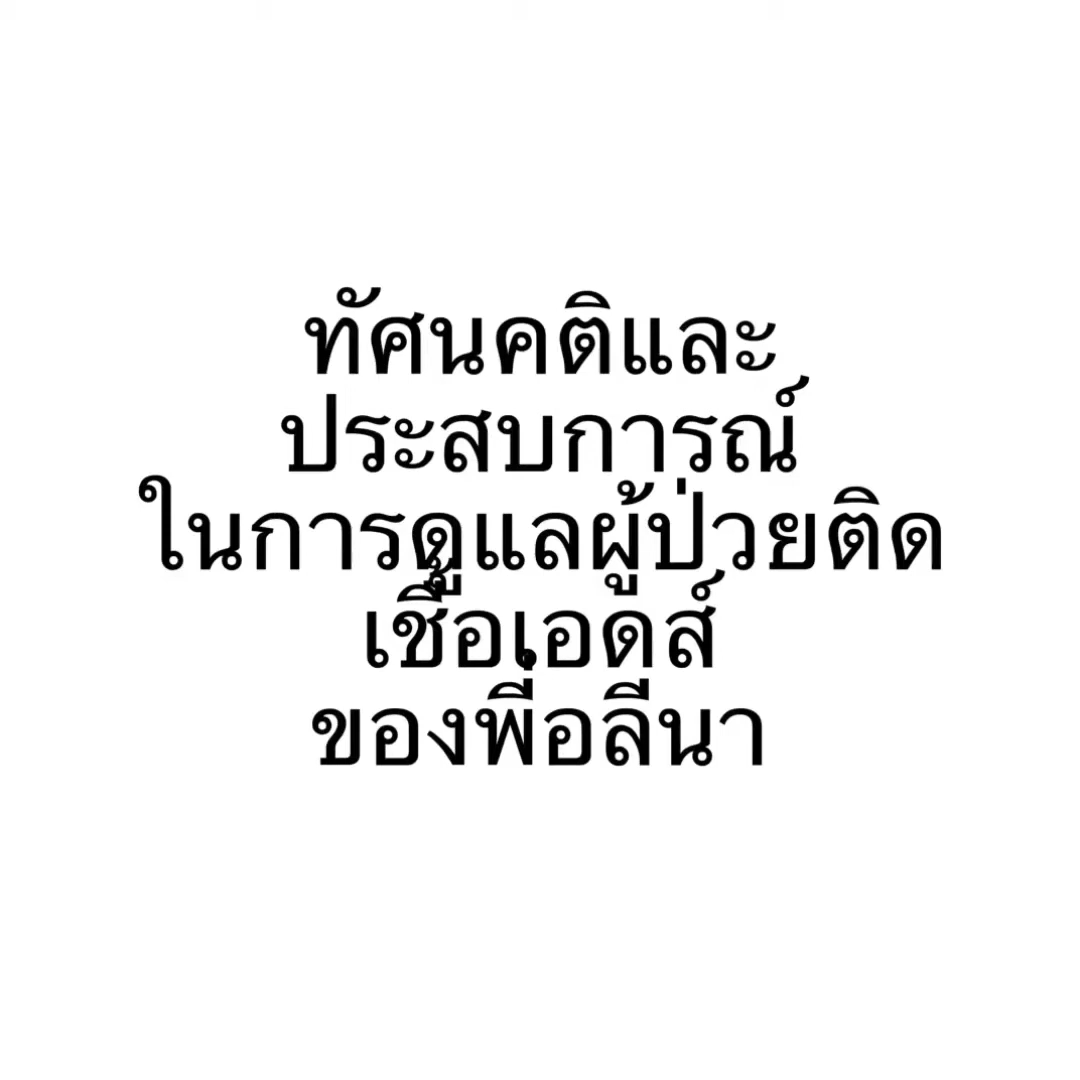 ทัศนคติและ
ประสบการณ์
ในการดูแลผู้ป่วยติด
เชื้อเอดส์
ของพี่อลีนา